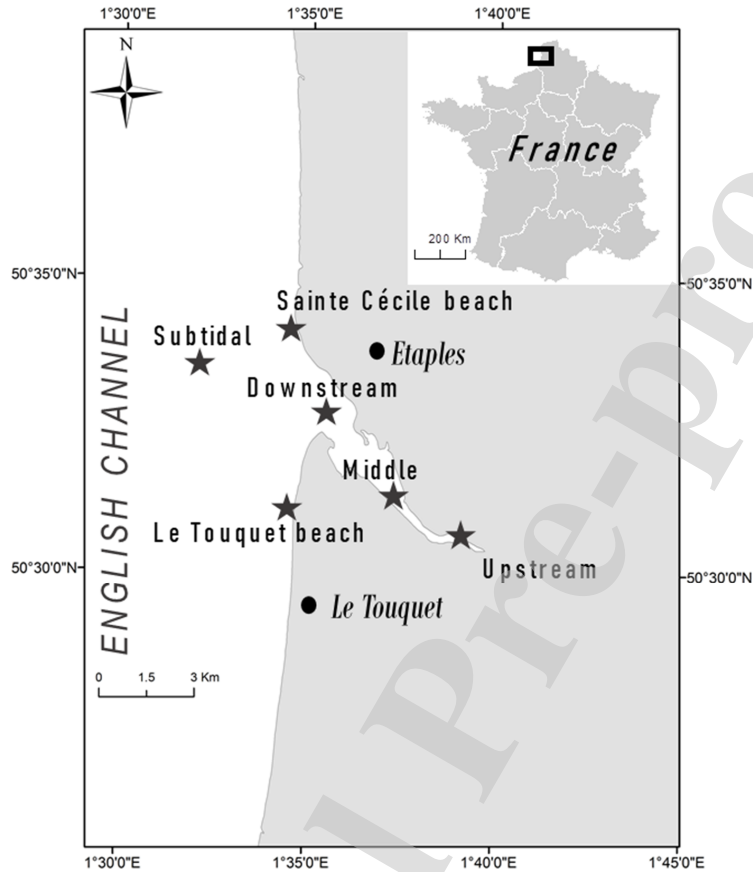 1°30'0"E 1°35'0"E 1°40'0"E
N
France
200 Km
50°35'0"N
50°35'0"N
Sainte Cécile beach
Subtidal
Etaples
Downstream
ENGLISH CHANNEL
Middle
Le Touquet beach
Upstream
50°30'0"N
50°30'0"N
Le Touquet
0 1.5 3 Km
1°30'0"E 1°35'0"E 1°40'0"E 1°45'0"E
l Pre-pro